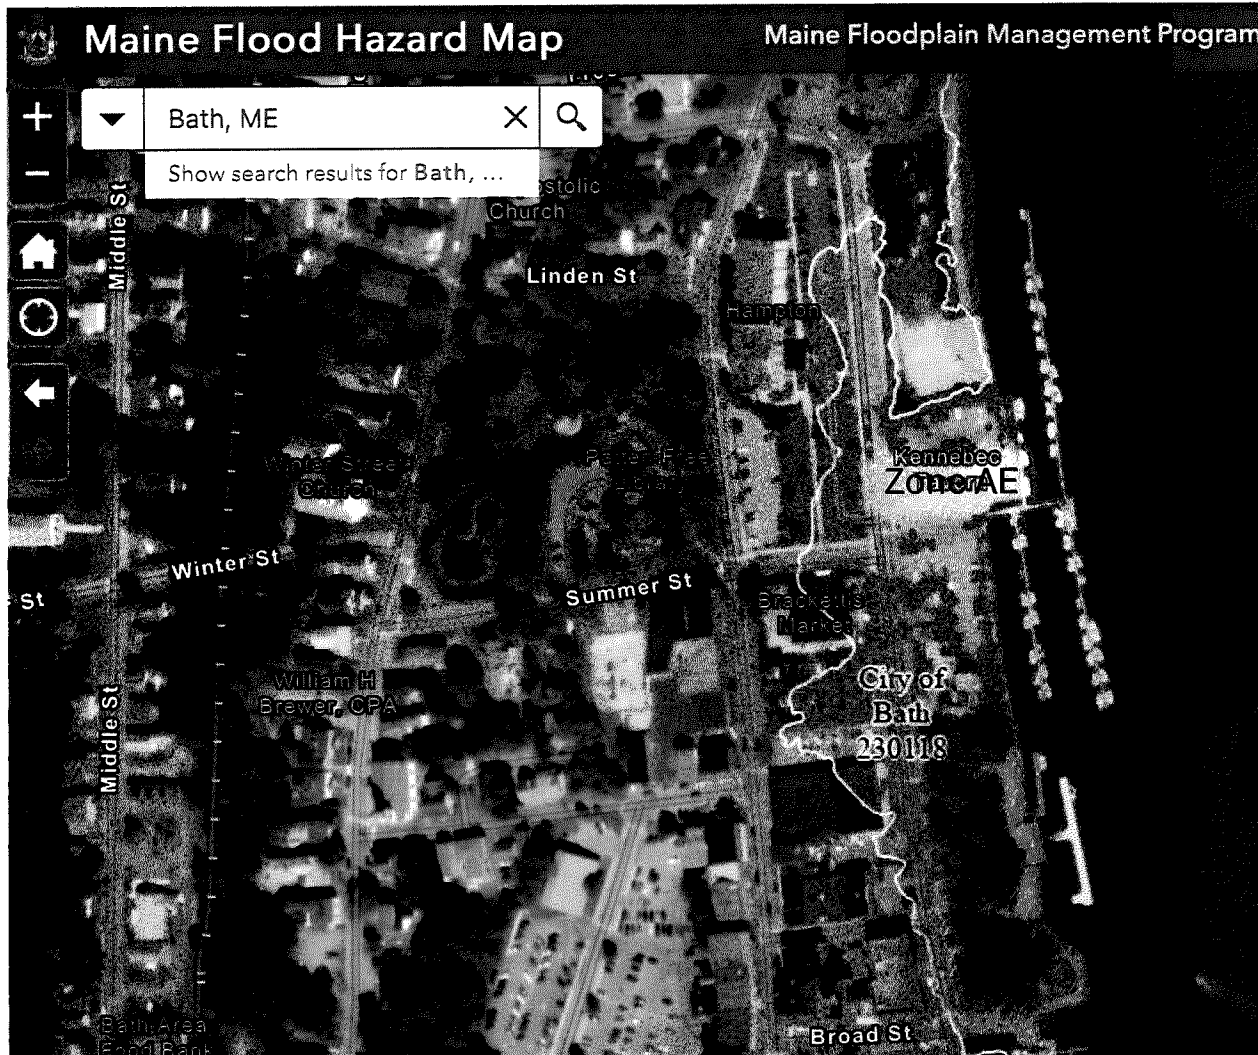 Maine Flood Hazard Map
Maine Floodplain Management Program
Bath, ME
Show search results for Bath, ...
Church
Middle St
Linden St
Hampton
Winter Street
Church
Kennebec
Tavern
Zone AE
Winter St
St
Summer St
Brackett's
Market
City of
Bath
230118
William H
Brewer, CPA
Middle St
Bath Area
Food Bank
Broad St